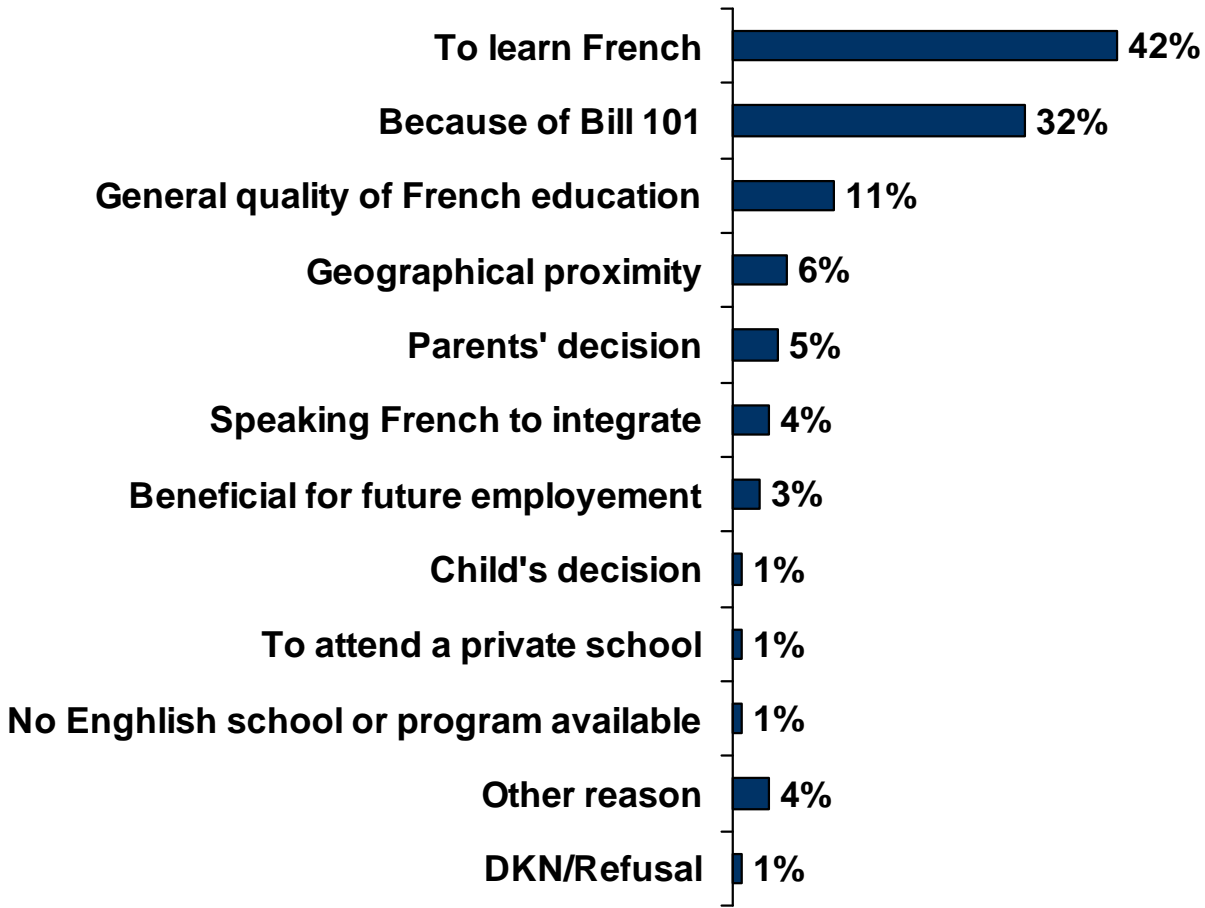 To learn French 42%
Because of Bill 101 32%
General quality of French education 11%
Geographical proximity 6%
Parents' decision 5%
Speaking French to integrate 4%
Beneficial for future employement 3%
Child's decision 1%
To attend a private school 1%
No Enghlish school or program available 1%
Other reason 4%
DKN/Refusal 1%